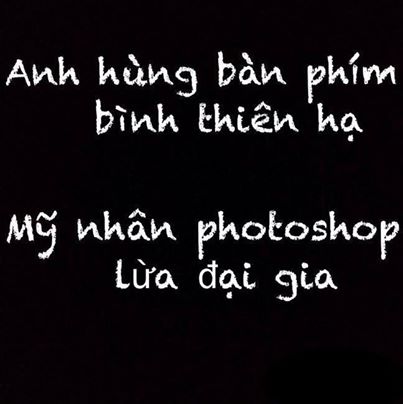 Anh hùng bàn phím
bình thiên hạ
Mỹ nhân photoshop
lừa đại gia